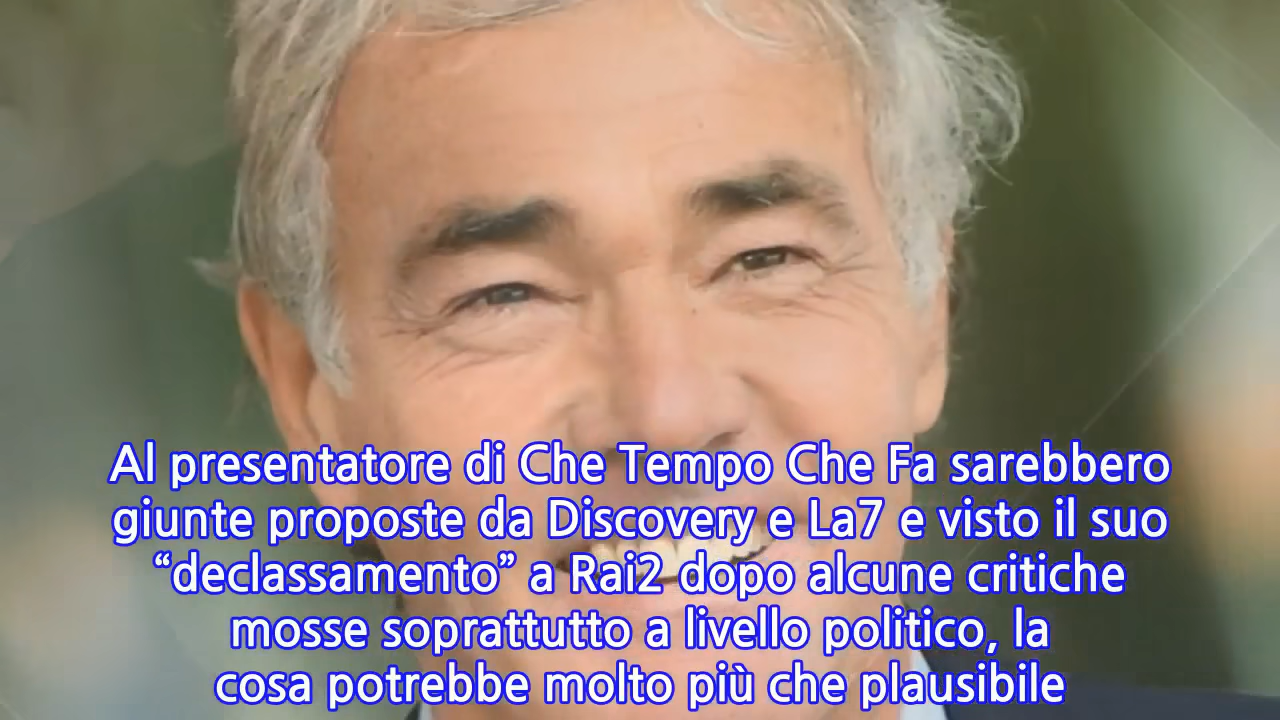 Al presentatore di Che Tempo Che Fa sarebbero
giunte proposte da Discovery e La7 e visto il suo
“declassamento” a Rai2 dopo alcune critiche
mosse soprattutto a livello politico, la
cosa potrebbe molto più che plausibile